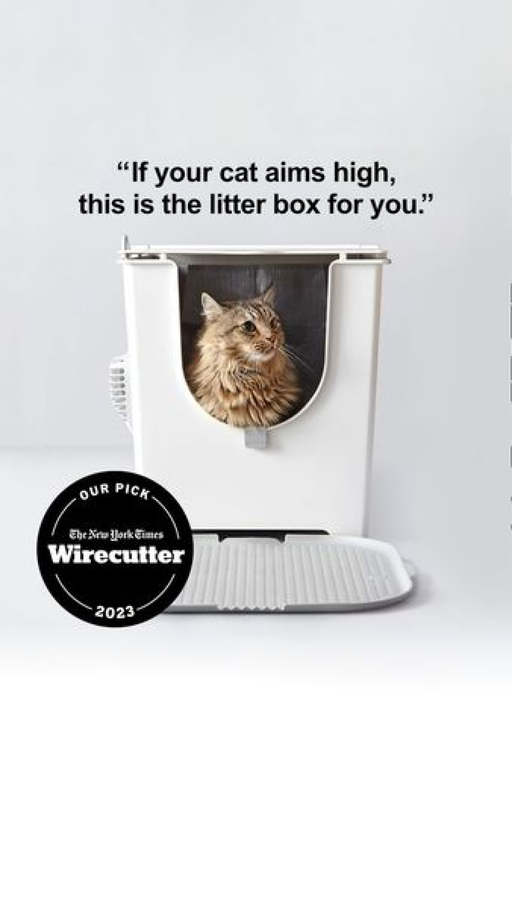 “If your cat aims high,
this is the litter box for you.”
OUR PICK
The New York Times
Wirecutter
2023